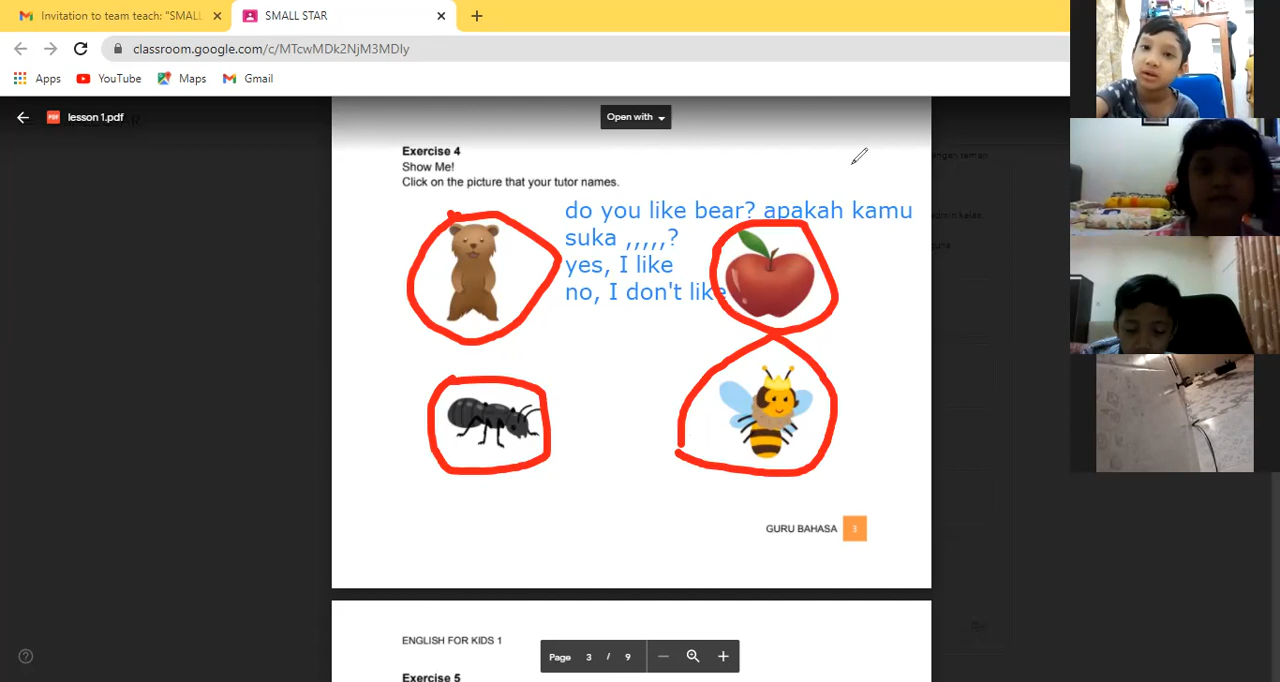 Invitation to team teach: "SMALL
SMALL STAR
classroom.google.com/c/MTcwMDk2NjM3MDIy
Apps
YouTube
Maps
Gmail
lesson 1.pdf
Open with
Exercise 4
Show Me!
Click on the picture that your tutor names.
do you like bear? apakah kamu
suka ,,,,,?
yes, I like
no, I don't like
GURU BAHASA 3
ENGLISH FOR KIDS 1
Exercise 5
Page 3 / 9